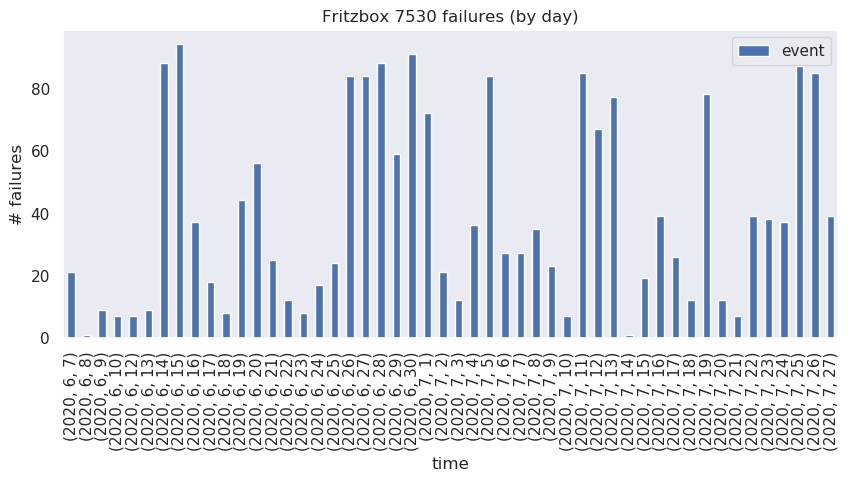 Fritzbox 7530 failures (by day)
event
# failures
80
60
40
20
0
(2020, 6, 7)
(2020, 6, 8)
(2020, 6, 9)
(2020, 6, 10)
(2020, 6, 12)
(2020, 6, 13)
(2020, 6, 14)
(2020, 6, 15)
(2020, 6, 16)
(2020, 6, 17)
(2020, 6, 18)
(2020, 6, 19)
(2020, 6, 20)
(2020, 6, 21)
(2020, 6, 22)
(2020, 6, 23)
(2020, 6, 24)
(2020, 6, 25)
(2020, 6, 26)
(2020, 6, 27)
(2020, 6, 28)
(2020, 6, 29)
(2020, 6, 30)
(2020, 7, 1)
(2020, 7, 2)
(2020, 7, 3)
(2020, 7, 4)
(2020, 7, 5)
(2020, 7, 6)
(2020, 7, 7)
(2020, 7, 8)
(2020, 7, 9)
(2020, 7, 10)
(2020, 7, 11)
(2020, 7, 12)
(2020, 7, 13)
(2020, 7, 14)
(2020, 7, 15)
(2020, 7, 16)
(2020, 7, 17)
(2020, 7, 18)
(2020, 7, 19)
(2020, 7, 20)
(2020, 7, 21)
(2020, 7, 22)
(2020, 7, 23)
(2020, 7, 24)
(2020, 7, 25)
(2020, 7, 26)
(2020, 7, 27)
time